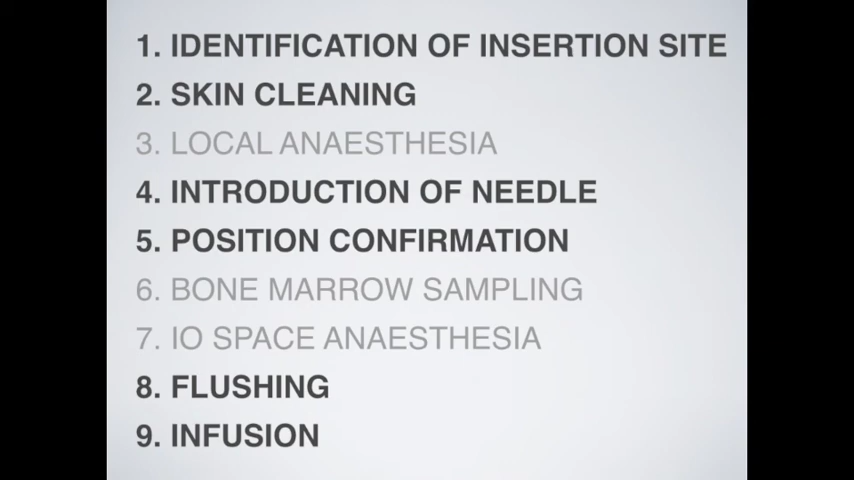 1. IDENTIFICATION OF INSERTION SITE
2. SKIN CLEANING
3. LOCAL ANAESTHESIA
4. INTRODUCTION OF NEEDLE
5. POSITION CONFIRMATION
6. BONE MARROW SAMPLING
7. IO SPACE ANAESTHESIA
8. FLUSHING
9. INFUSION